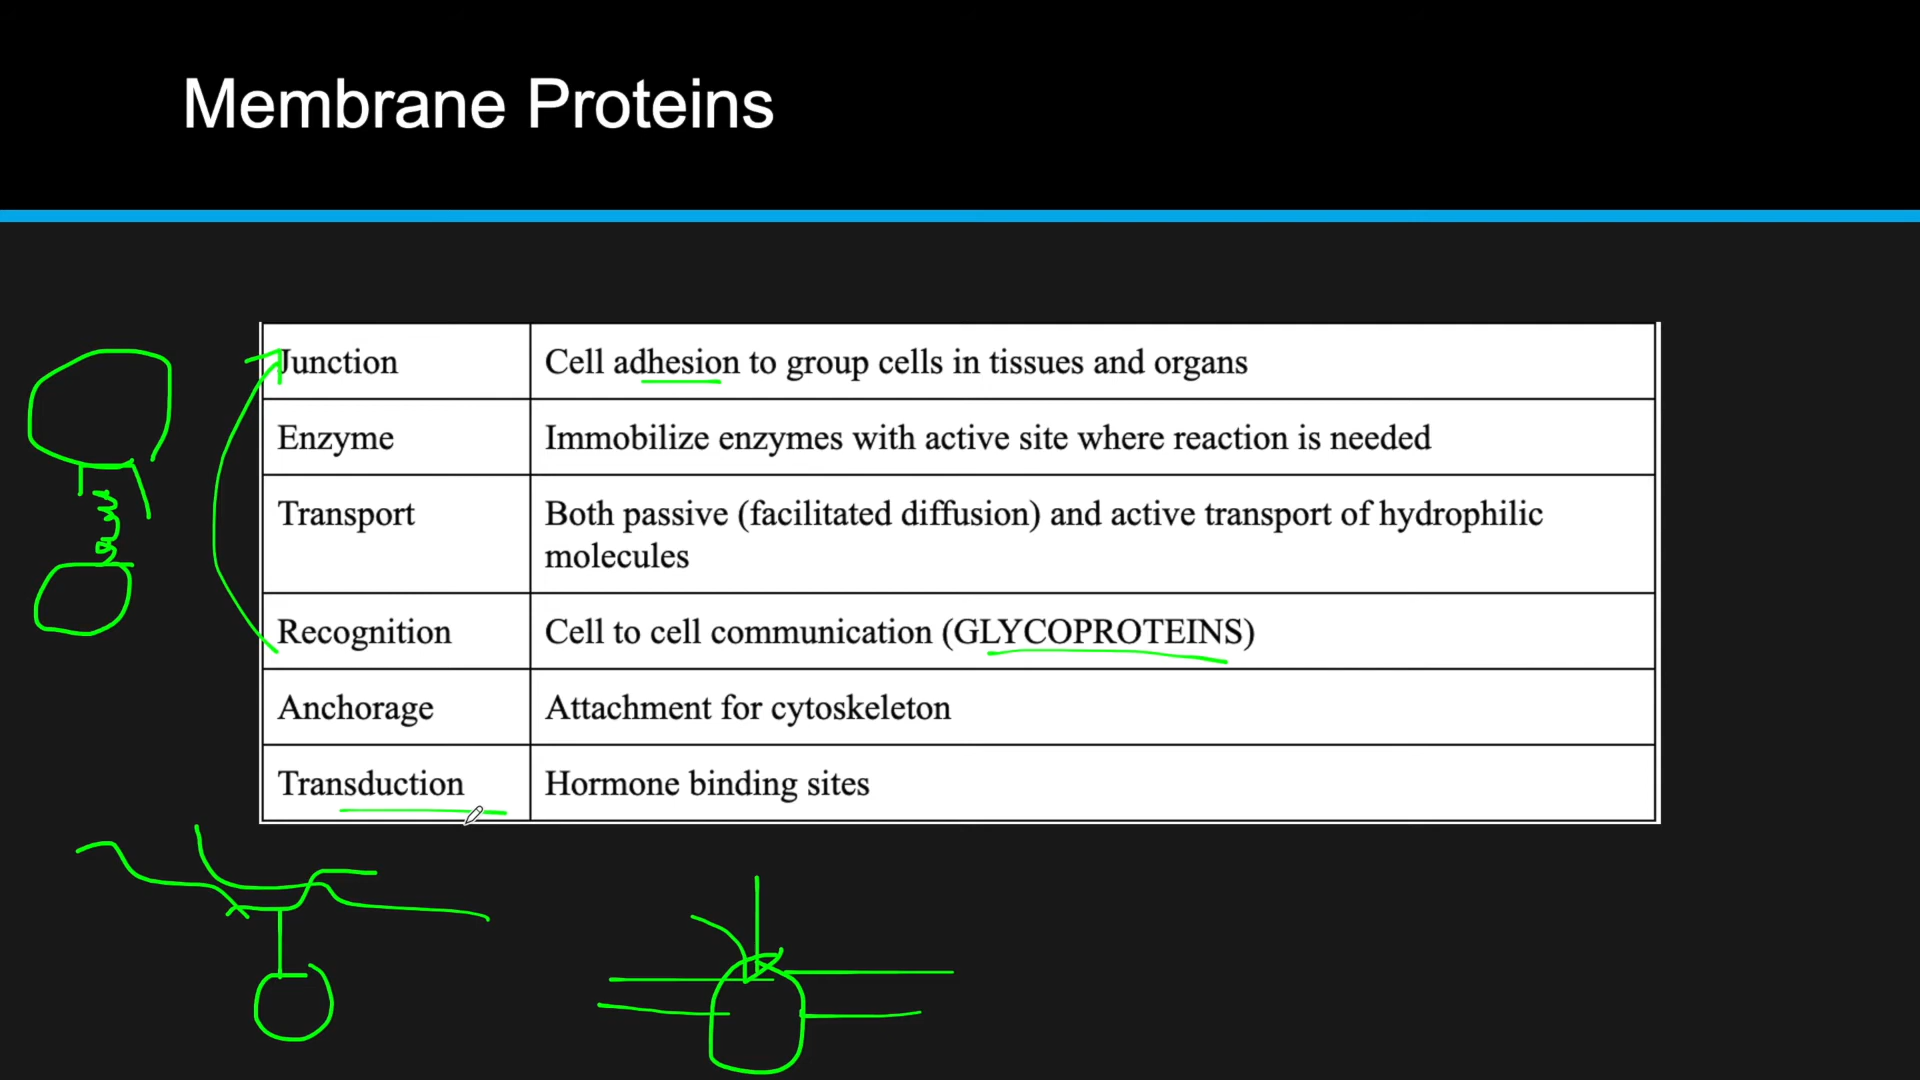 Membrane Proteins
Junction
Cell adhesion to group cells in tissues and organs
Enzyme
Immobilize enzymes with active site where reaction is needed
Transport
Both passive (facilitated diffusion) and active transport of hydrophilic
molecules
Recognition
Cell to cell communication (GLYCOPROTEINS)
Anchorage
Attachment for cytoskeleton
Transduction
Hormone binding sites